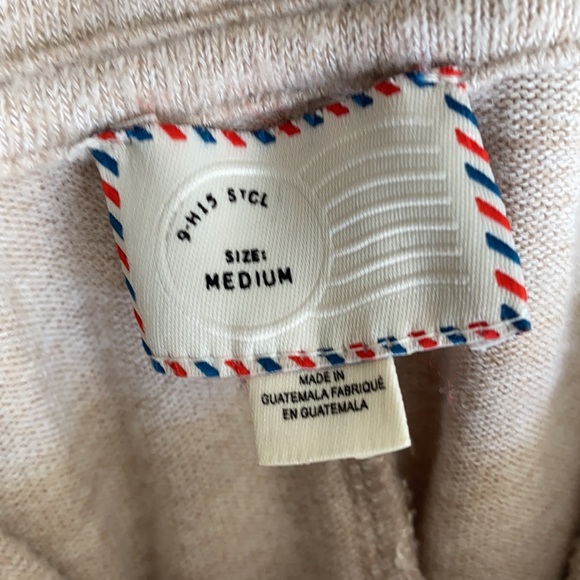 9-H15 STCL
SIZE:
MEDIUM
MADE IN
GUATEMALA FABRIQUÉ
EN GUATEMALA